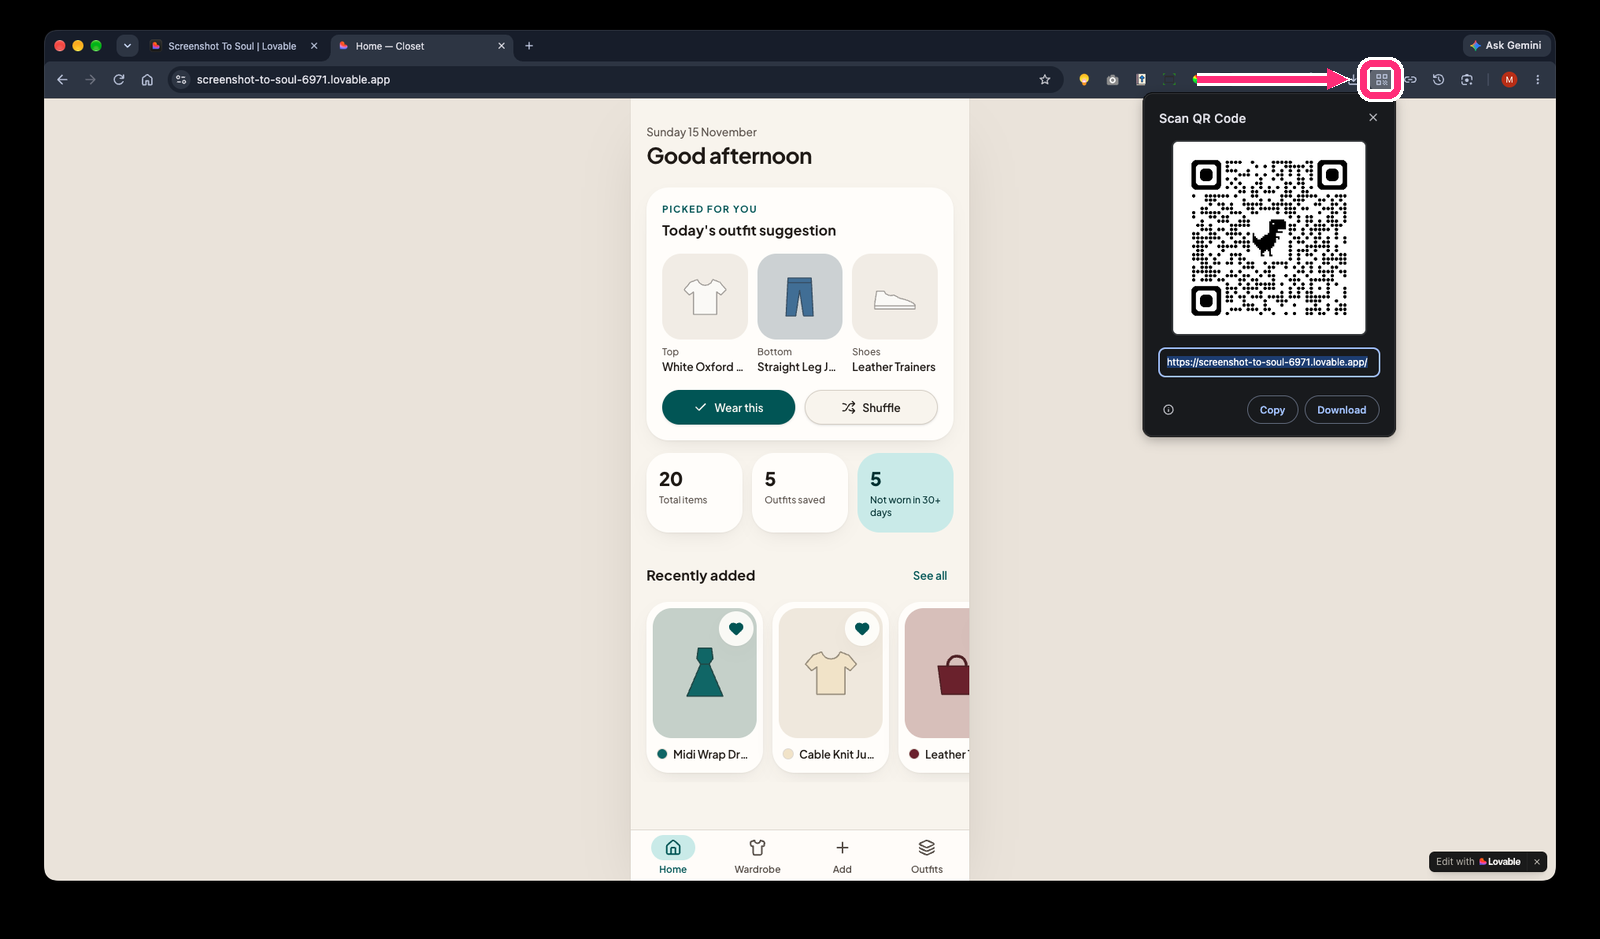 Screenshot To Soul | Lovable
Home — Closet
Ask Gemini
screenshot-to-soul-6971.lovable.app
M
Scan QR Code
https://screenshot-to-soul-6971.lovable.app/
Copy
Download
Sunday 15 November
Good afternoon
PICKED FOR YOU
Today's outfit suggestion
Top
White Oxford ...
Bottom
Straight Leg J...
Shoes
Leather Trainers
Wear this
Shuffle
20
Total items
5
Outfits saved
5
Not worn in 30+
days
Recently added
See all
Midi Wrap Dr...
Cable Knit Ju...
Leather
Home
Wardrobe
Add
Outfits
Edit with Lovable